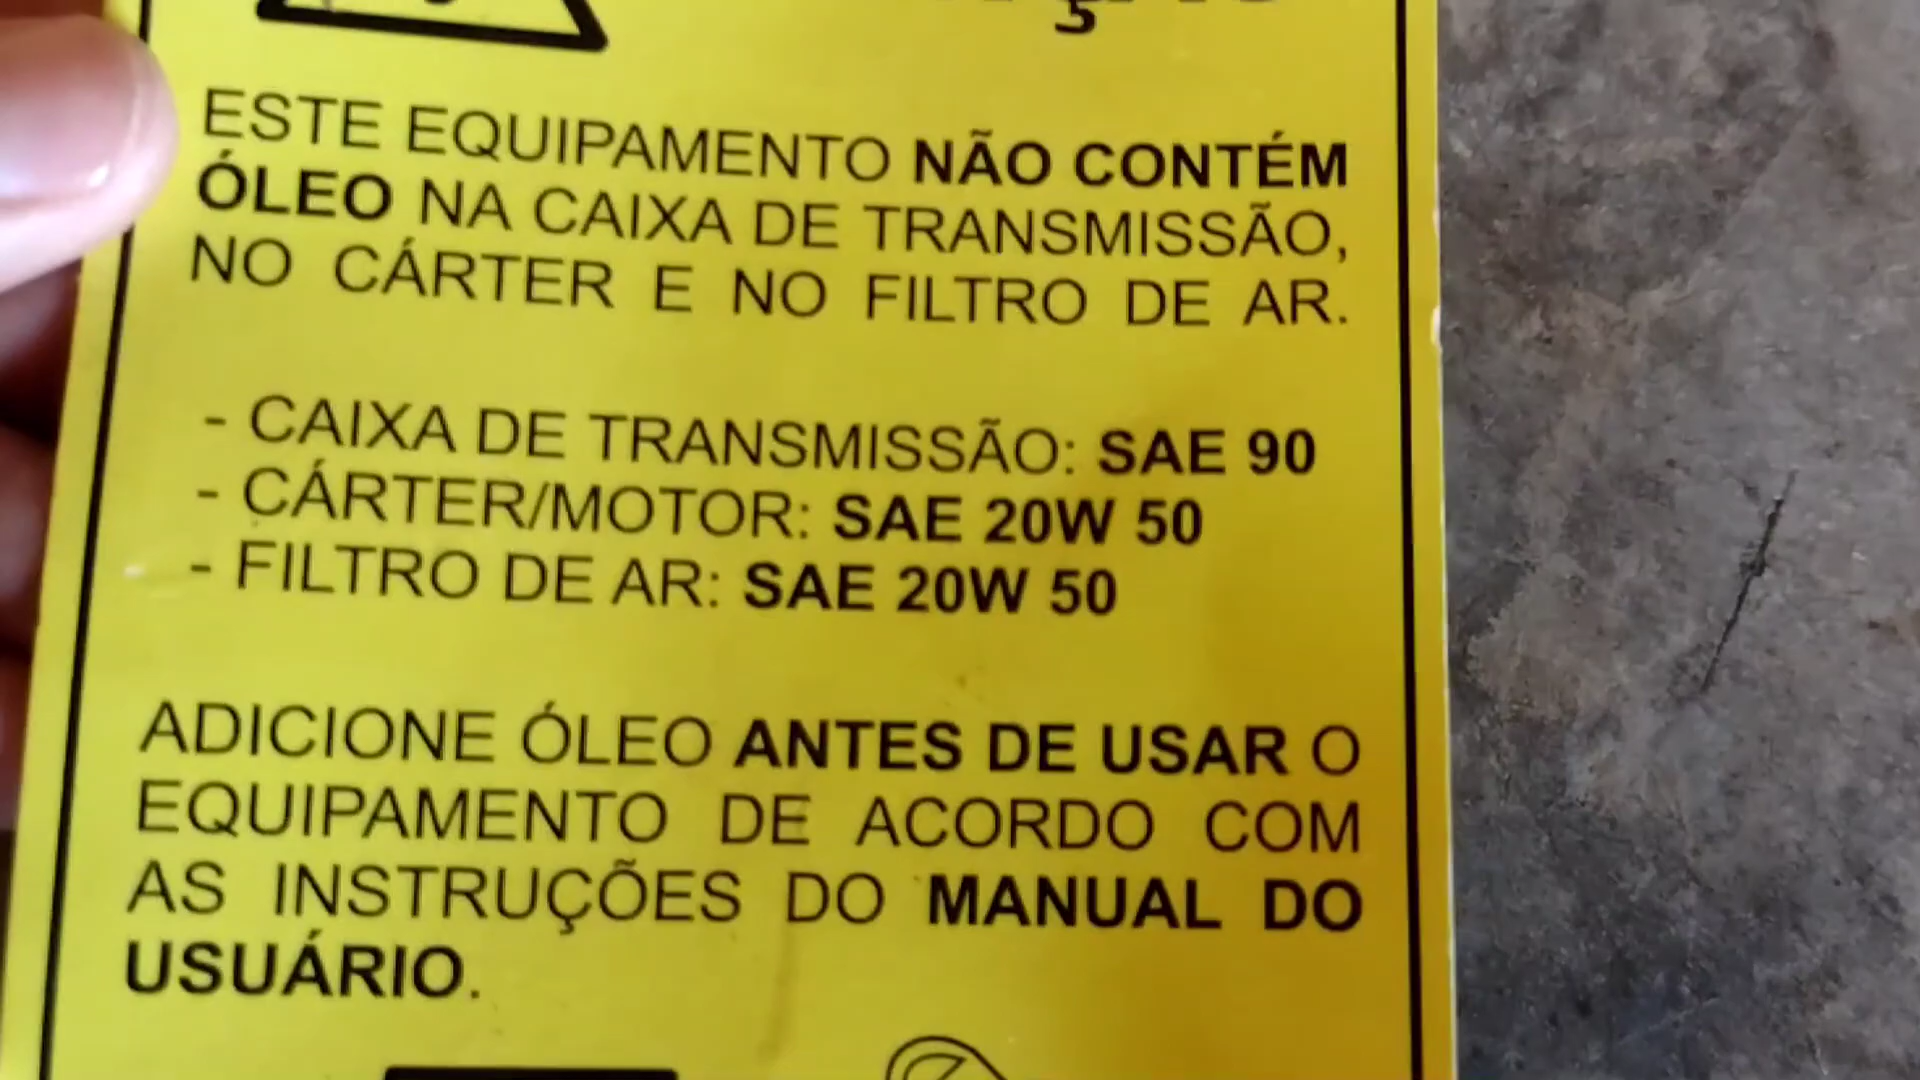 ESTE EQUIPAMENTO NÃO CONTÉM
ÓLEO NA CAIXA DE TRANSMISSÃO,
NO CÁRTER E NO FILTRO DE AR.
- CAIXA DE TRANSMISSÃO: SAE 90
- CÁRTER/MOTOR: SAE 20W 50
- FILTRO DE AR: SAE 20W 50
ADICIONE ÓLEO ANTES DE USAR O
EQUIPAMENTO DE ACORDO COM
AS INSTRUÇÕES DO MANUAL DO
USUÁRIO.